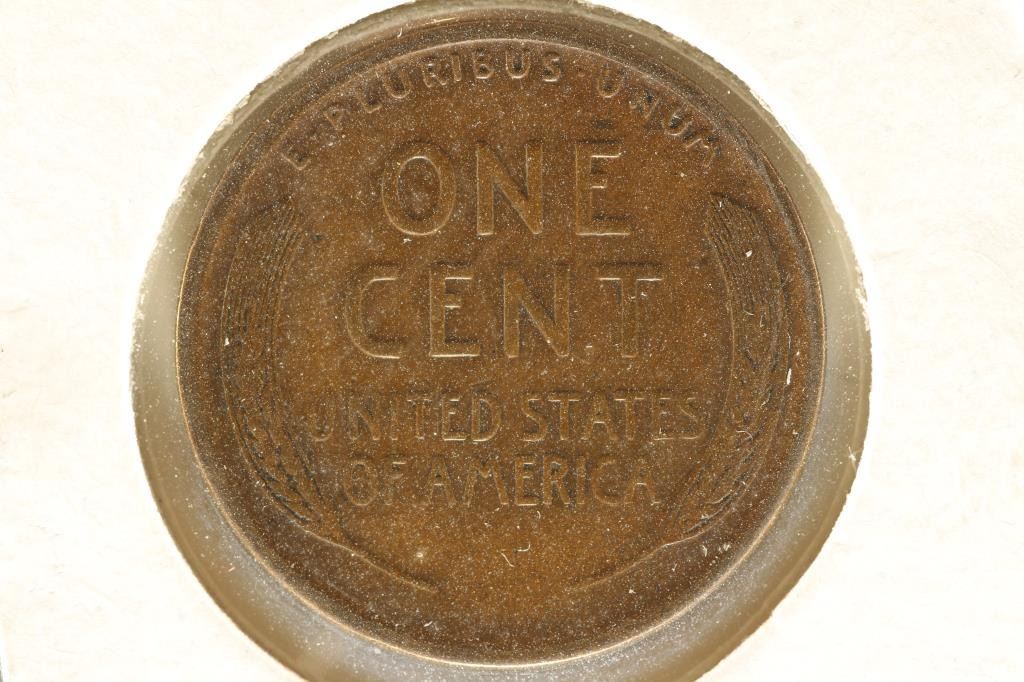 E·PLURIBUS·UNUM
ONE
CENT
UNITED STATES
OF AMERICA